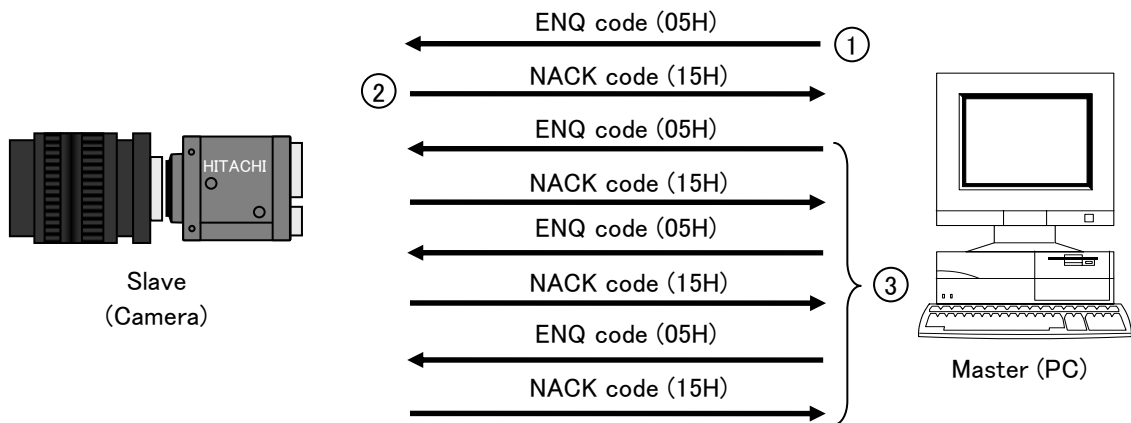 ENQ code (05H)
①
② NACK code (15H)
ENQ code (05H)
HITACHI
NACK code (15H)
ENQ code (05H)
NACK code (15H)
③
Slave
(Camera)
ENQ code (05H)
NACK code (15H)
Master (PC)